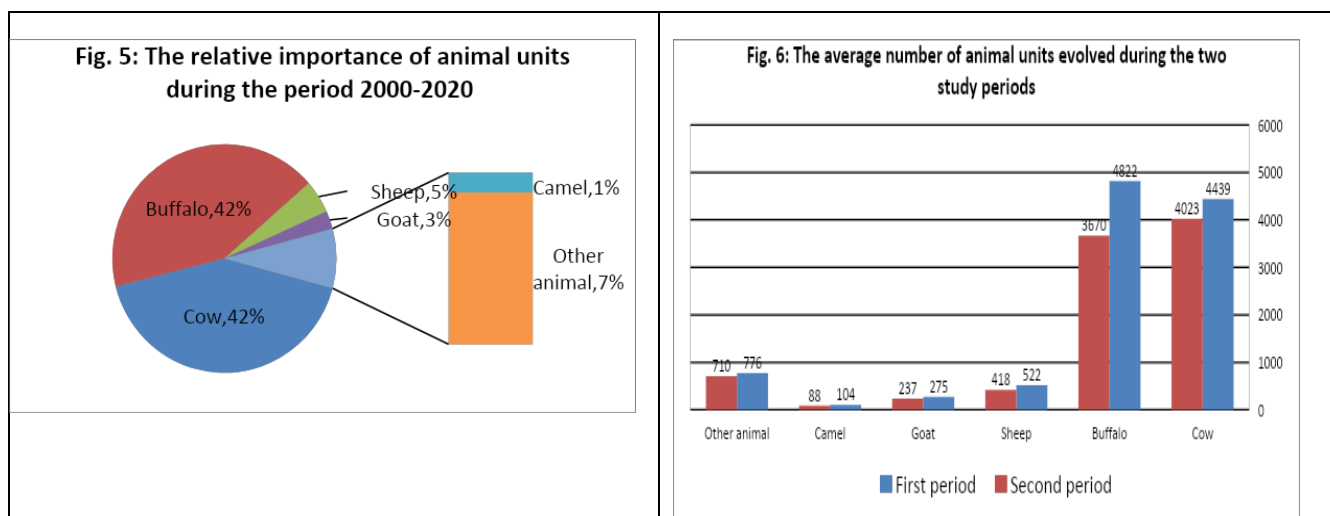 Fig. 5: The relative importance of animal units
during the period 2000-2020
Buffalo,42%
Sheep,5%
Goat,3%
Cow,42%
Camel,1%
Other
animal,7%
Fig. 6: The average number of animal units evolved during the two
study periods
6000
5000
4000
3000
2000
1000
0
710
776
88
104
237
275
418
522
3670
4822
4023
4439
Other animal
Camel
Goat
Sheep
Buffalo
Cow
First period
Second period